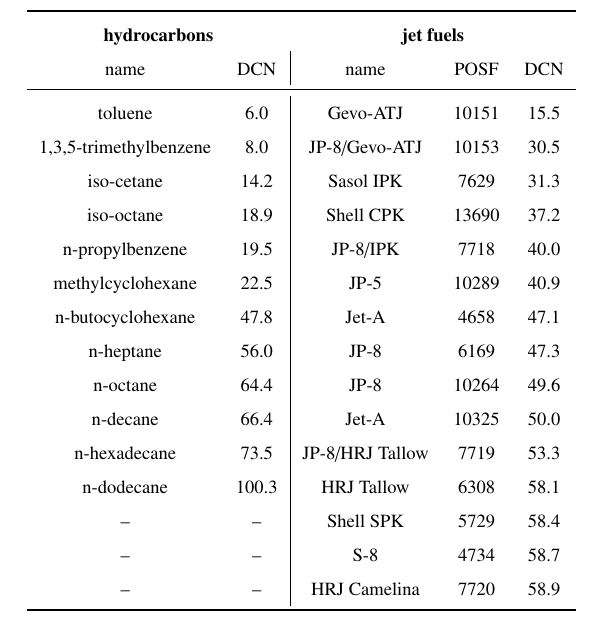 hydrocarbons jet fuels
name DCN name POSF DCN
toluene 6.0 Gevo-ATJ 10151 15.5
1,3,5-trimethylbenzene 8.0 JP-8/Gevo-ATJ 10153 30.5
iso-cetane 14.2 Sasol IPK 7629 31.3
iso-octane 18.9 Shell CPK 13690 37.2
n-propylbenzene 19.5 JP-8/IPK 7718 40.0
methylcyclohexane 22.5 JP-5 10289 40.9
n-butocyclohexane 47.8 Jet-A 4658 47.1
n-heptane 56.0 JP-8 6169 47.3
n-octane 64.4 JP-8 10264 49.6
n-decane 66.4 Jet-A 10325 50.0
n-hexadecane 73.5 JP-8/HRJ Tallow 7719 53.3
n-dodecane 100.3 HRJ Tallow 6308 58.1
– – Shell SPK 5729 58.4
– – S-8 4734 58.7
– – HRJ Camelina 7720 58.9